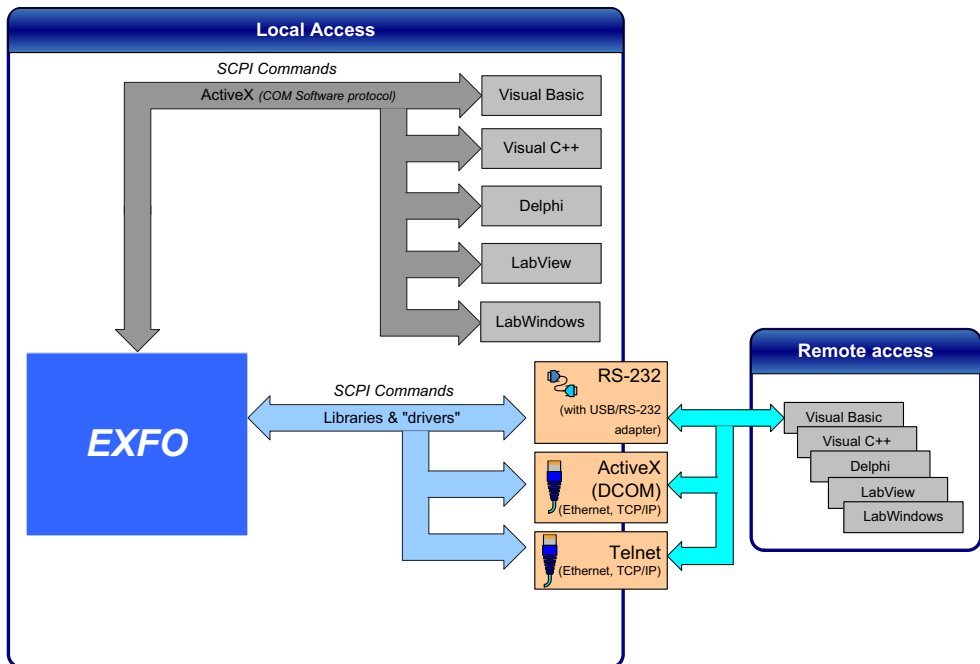 Local Access
SCPI Commands
ActiveX (COM Software protocol)
Visual Basic
Visual C++
Delphi
LabView
LabWindows
EXFO
SCPI Commands
Libraries & "drivers"
RS-232
(with USB/RS-232
adapter)
ActiveX
(DCOM)
(Ethernet, TCP/IP)
Telnet
(Ethernet, TCP/IP)
Remote access
Visual Basic
Visual C++
Delphi
LabView
LabWindows